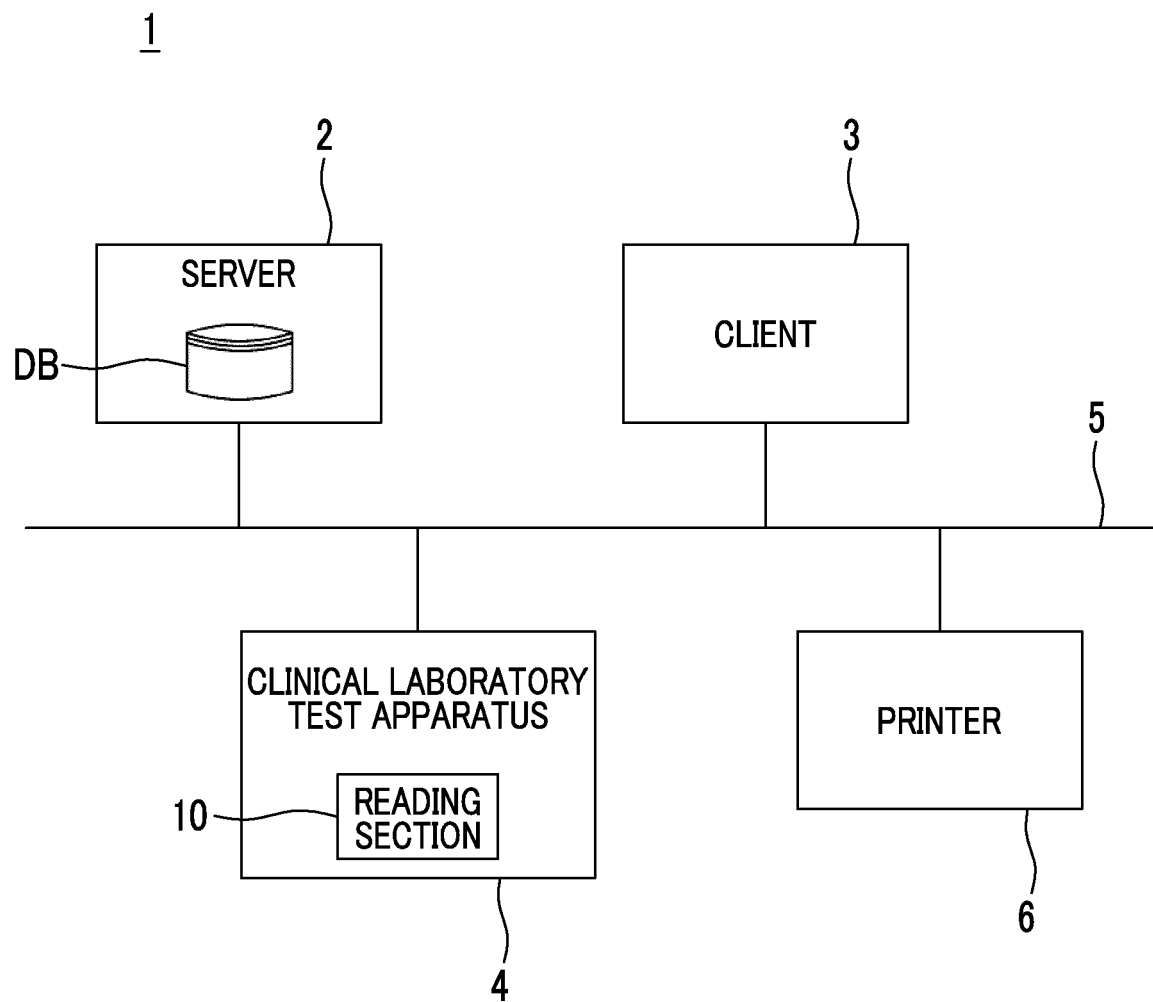 1
2
3
SERVER
DB
CLIENT
5
CLINICAL LABORATORY
TEST APPARATUS
10
READING
SECTION
PRINTER
4
6